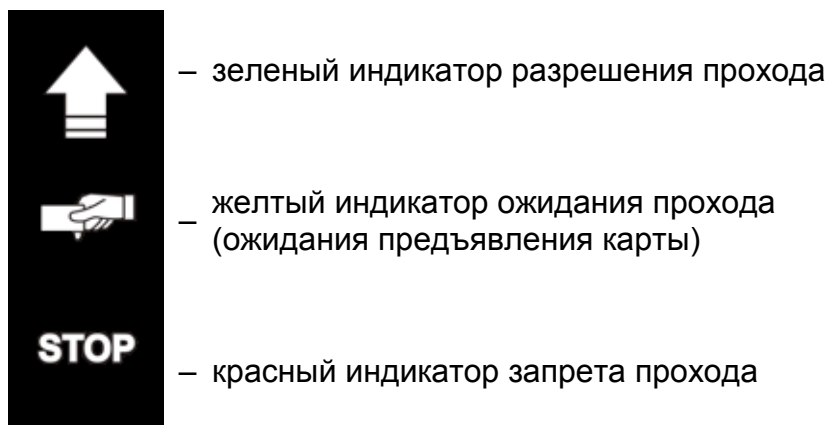 – зеленый индикатор разрешения прохода
– желтый индикатор ожидания прохода
(ожидания предъявления карты)
STOP
– красный индикатор запрета прохода